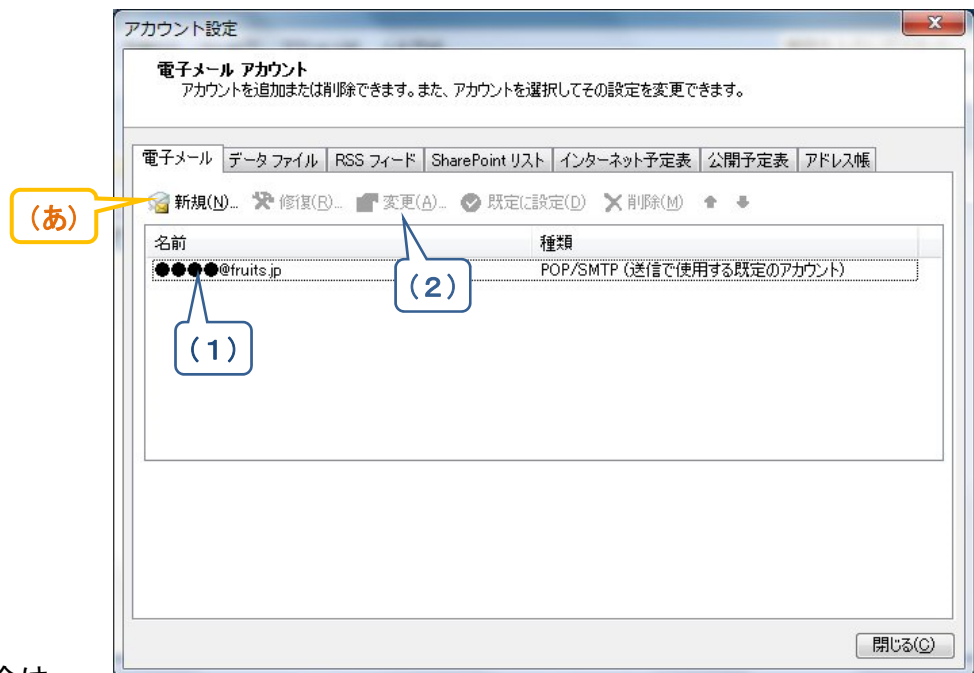 アカウント設定
電子メール アカウント
アカウントを追加または削除できます。また、アカウントを選択してその設定を変更できます。
電子メール データ ファイル RSS フィード SharePoint リスト インターネット予定表 公開予定表 アドレス帳
(あ)
新規(N)... 修復(R)... 変更(A)... 既定に設定(D) 削除(M)
名前 種類
●●●●@fruits.jp POP/SMTP (送信で使用する既定のアカウント)
(2)
(1)
閉じる(C)